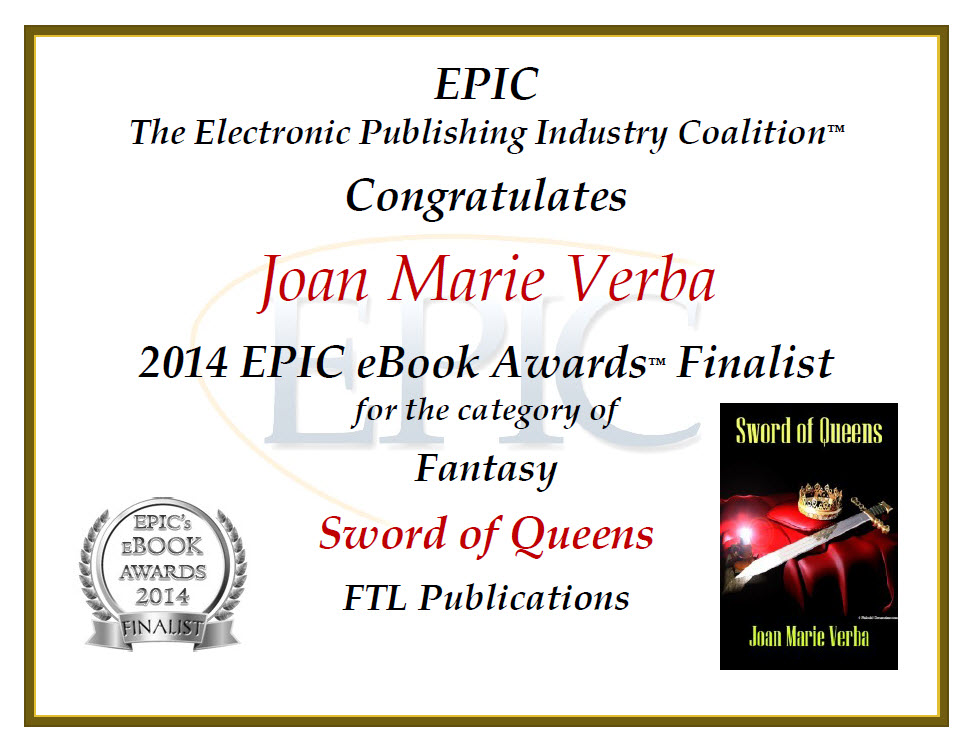 EPIC
The Electronic Publishing Industry Coalition™
Congratulates
Joan Marie Verba
EPIC
2014 EPIC eBook Awards™ Finalist
for the category of
Fantasy
Sword of Queens
FTL Publications
EPIC's
eBOOK
AWARDS
2014
FINALIST
Sword of Queens
Joan Marie Verba